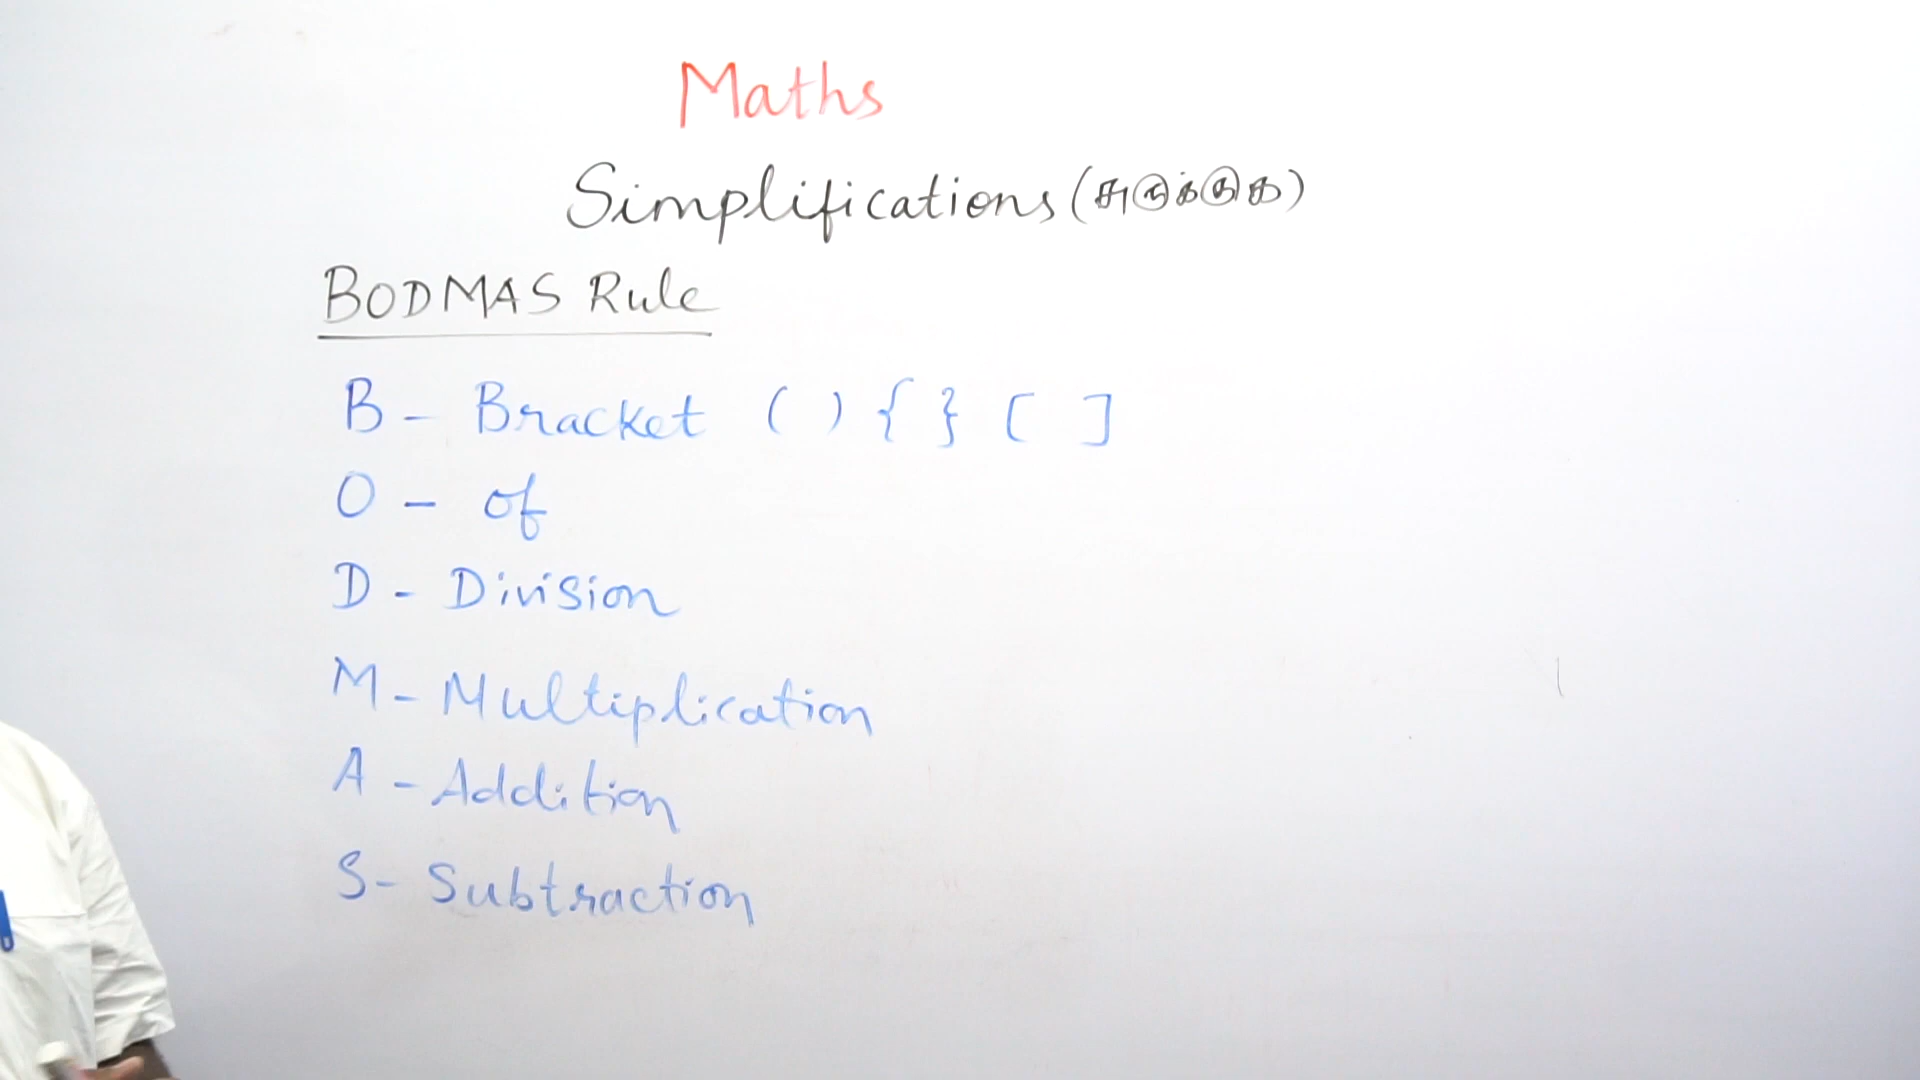 Maths
Simplifications (சுருக்குக)
BODMAS Rule
B - Bracket ( ) { } [ ]
O - of
D - Division
M - Multiplication
A - Addition
S - Subtraction